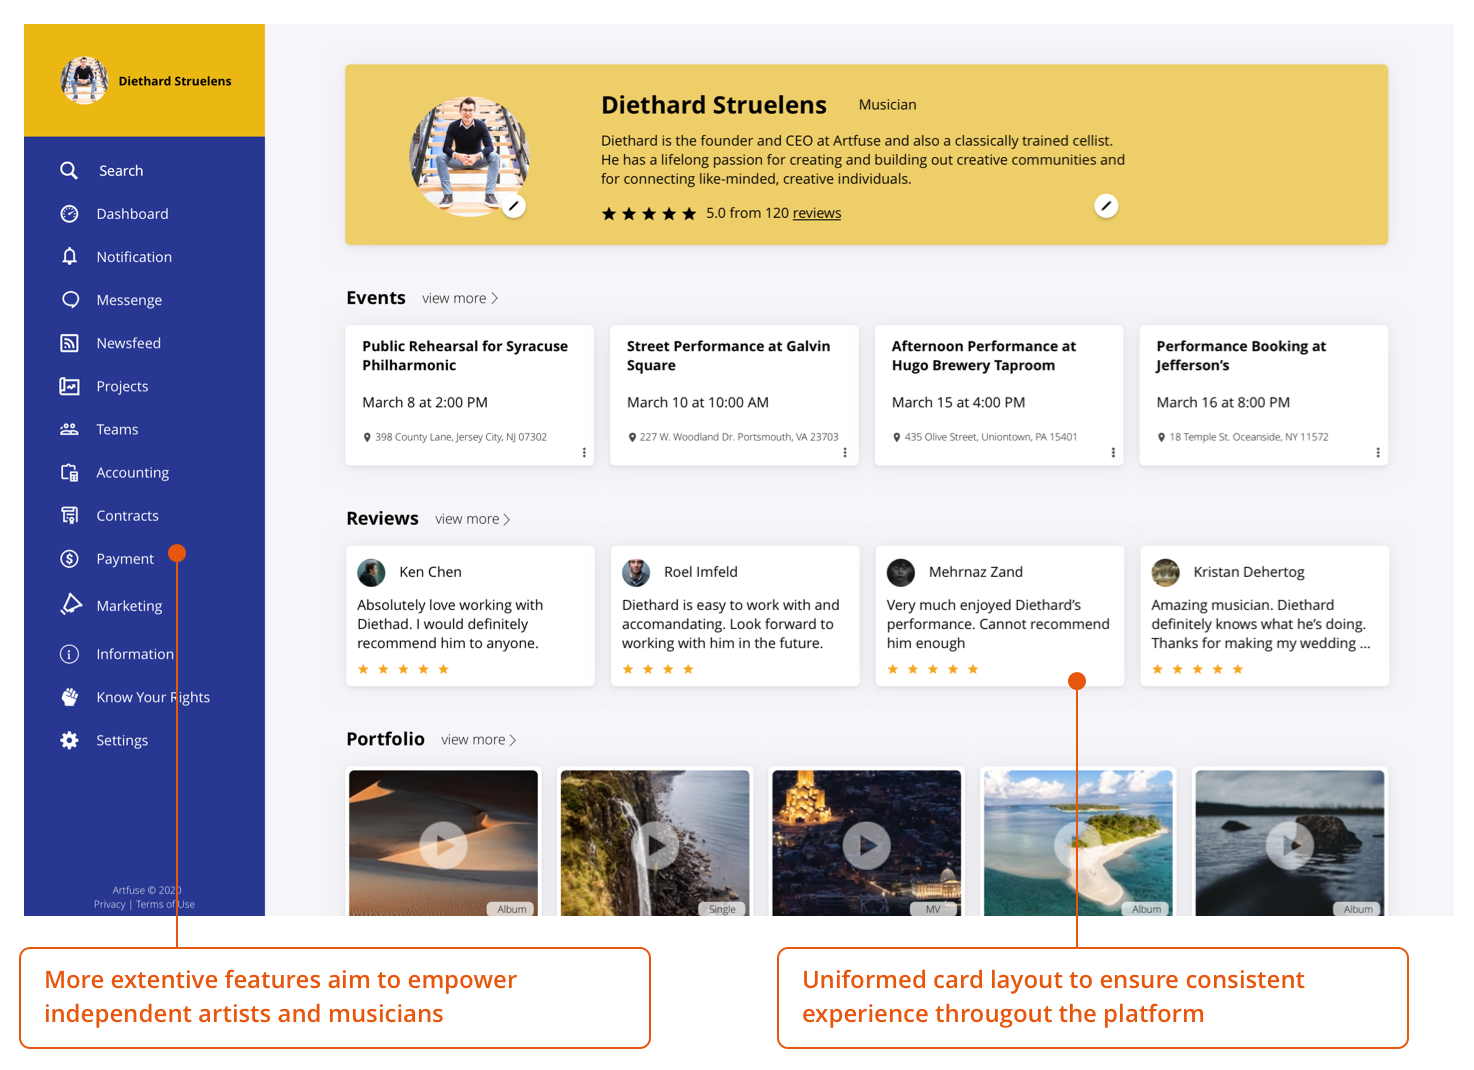 Diethard Struelens
Search
Dashboard
Notification
Messenge
Newsfeed
Projects
Teams
Accounting
Contracts
Payment
Marketing
Information
Know Your Rights
Settings
Artfuse © 2020
Privacy | Terms of Use
Diethard Struelens Musician
Diethard is the founder and CEO at Artfuse and also a classically trained cellist.
He has a lifelong passion for creating and building out creative communities and
for connecting like-minded, creative individuals.
5.0 from 120 reviews
Events view more
Public Rehearsal for Syracuse
Philharmonic
March 8 at 2:00 PM
398 County Lane, Jersey City, NJ 07302
Street Performance at Galvin
Square
March 10 at 10:00 AM
227 W. Woodland Dr. Portsmouth, VA 23703
Afternoon Performance at
Hugo Brewery Taproom
March 15 at 4:00 PM
435 Olive Street, Uniontown, PA 15401
Performance Booking at
Jefferson's
March 16 at 8:00 PM
18 Temple St. Oceanside, NY 11572
Reviews view more
Ken Chen
Absolutely love working with
Diethad. I would definitely
recommend him to anyone.
Roel Imfeld
Diethard is easy to work with and
accomandating. Look forward to
working with him in the future.
Mehrnaz Zand
Very much enjoyed Diethard's
performance. Cannot recommend
him enough
Kristan Dehertog
Amazing musician. Diethard
definitely knows what he's doing.
Thanks for making my wedding ...
Portfolio view more
Album
Single
MV
Album
Album
More extentive features aim to empower
independent artists and musicians
Uniformed card layout to ensure consistent
experience througout the platform